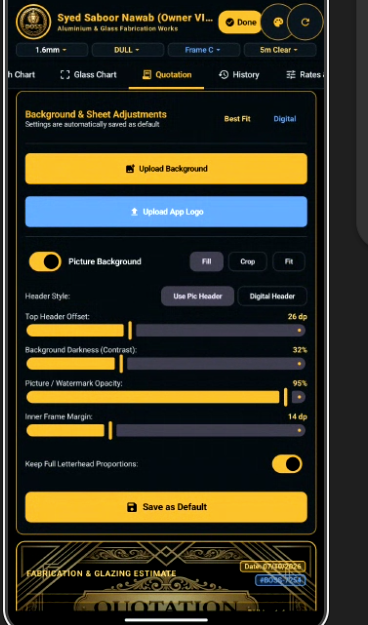 Syed Saboor Nawab (Owner VI...
Aluminium & Glass Fabrication Works
Done
1.6mm
DULL
Frame C
5m Clear
h Chart
Glass Chart
Quotation
History
Rates
Background & Sheet Adjustments
Settings are automatically saved as default
Best Fit
Digital
Upload Background
Upload App Logo
Picture Background
Fill
Crop
Fit
Header Style:
Use Pic Header
Digital Header
Top Header Offset:
26 dp
Background Darkness (Contrast):
32%
Picture / Watermark Opacity:
95%
Inner Frame Margin:
14 dp
Keep Full Letterhead Proportions:
Save as Default
FABRICATION & GLAZING ESTIMATE
QUOTATION